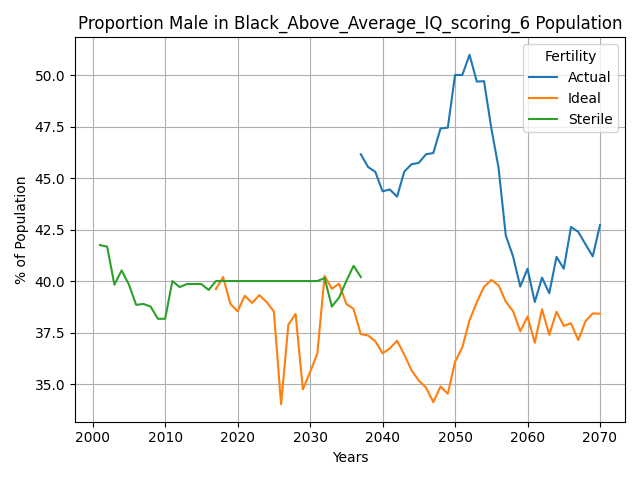 Proportion Male in Black_Above_Average_IQ_scoring_6 Population
Fertility
Actual
Ideal
Sterile
% of Population
50.0
47.5
45.0
42.5
40.0
37.5
35.0
2000 2010 2020 2030 2040 2050 2060 2070
Years